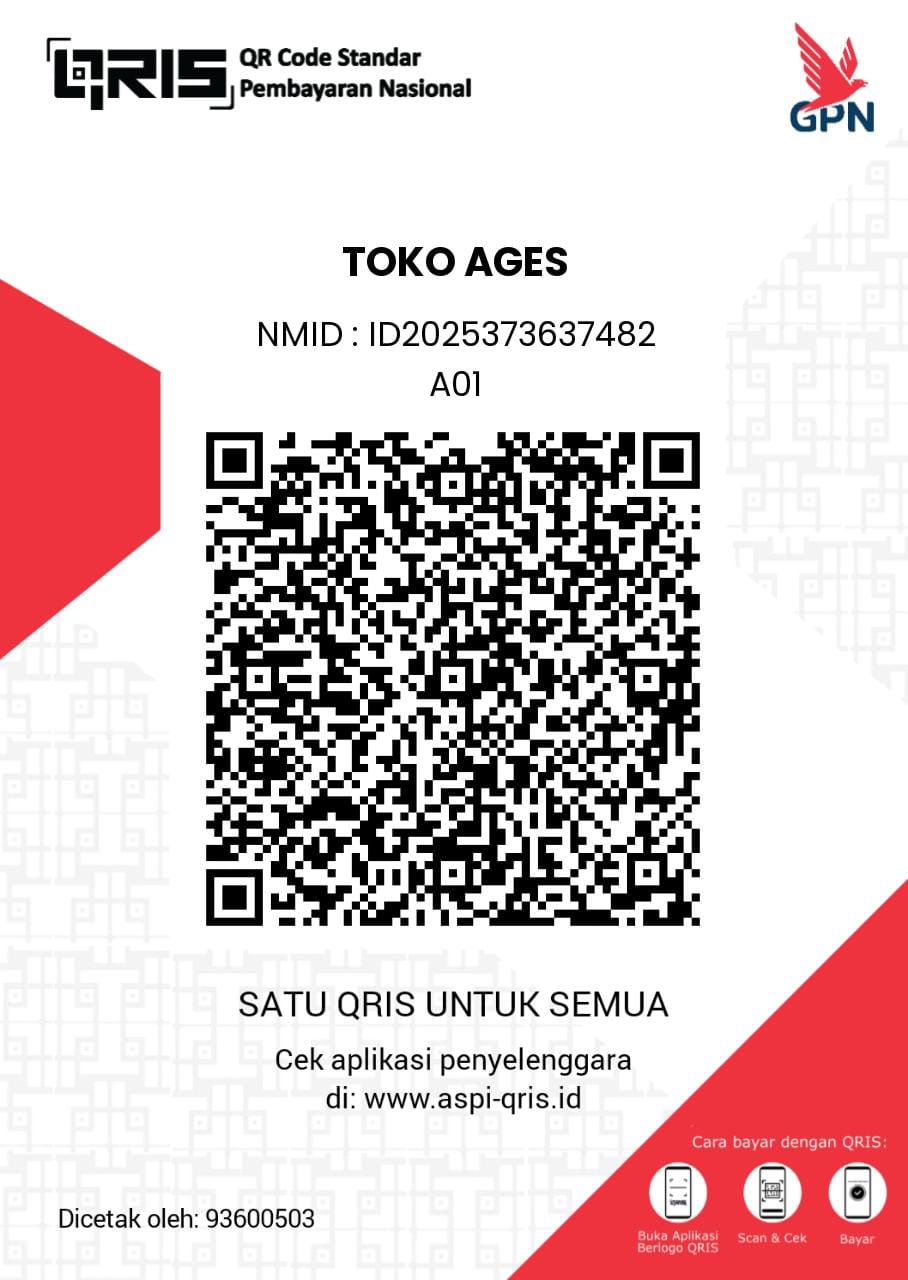 QRIS
QR Code Standar
Pembayaran Nasional
GPN
TOKO AGES
NMID : ID2025373637482
A01
SATU QRIS UNTUK SEMUA
Cek aplikasi penyelenggara
di: www.aspi-qris.id
Cara bayar dengan QRIS:
Buka Aplikasi
Berlogo QRIS
Scan & Cek
Bayar
Dicetak oleh: 93600503